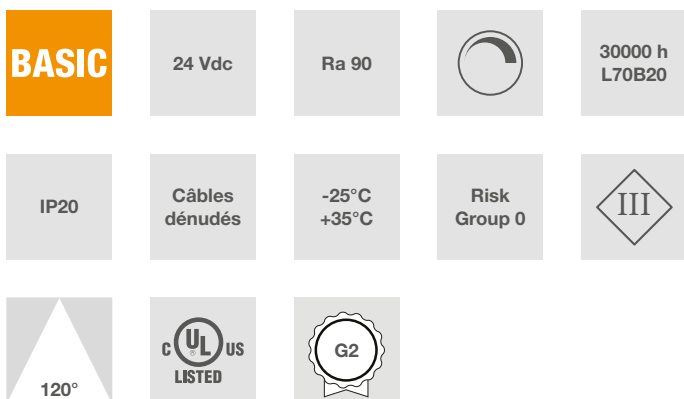 BASIC
24 Vdc
Ra 90
30000 h
L70B20
IP20
Câbles
dénudés
-25°C
+35°C
Risk
Group 0
III
120°
C UL® US
LISTED
G2